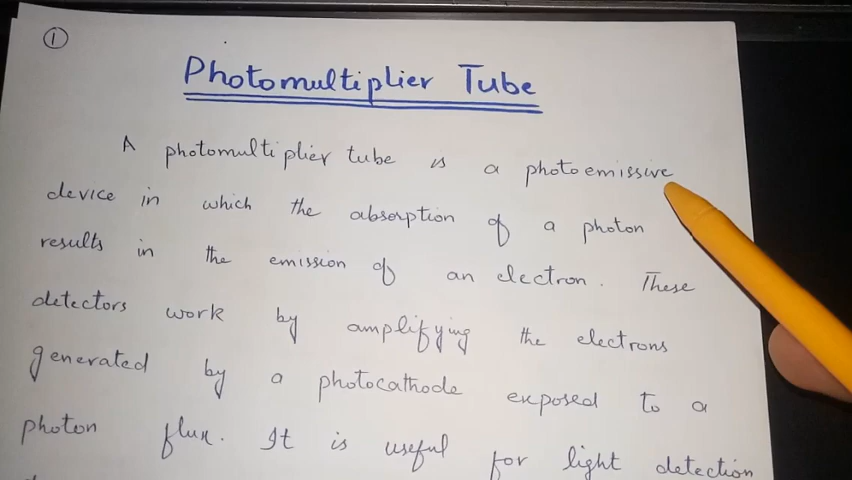 1
Photomultiplier Tube
A photomultiplier tube is a photoemissive
device in which the absorption of a photon
results in the emission of an electron. These
detectors work by amplifying the electrons
generated by a photocathode exposed to a
photon flux. It is useful for light detection